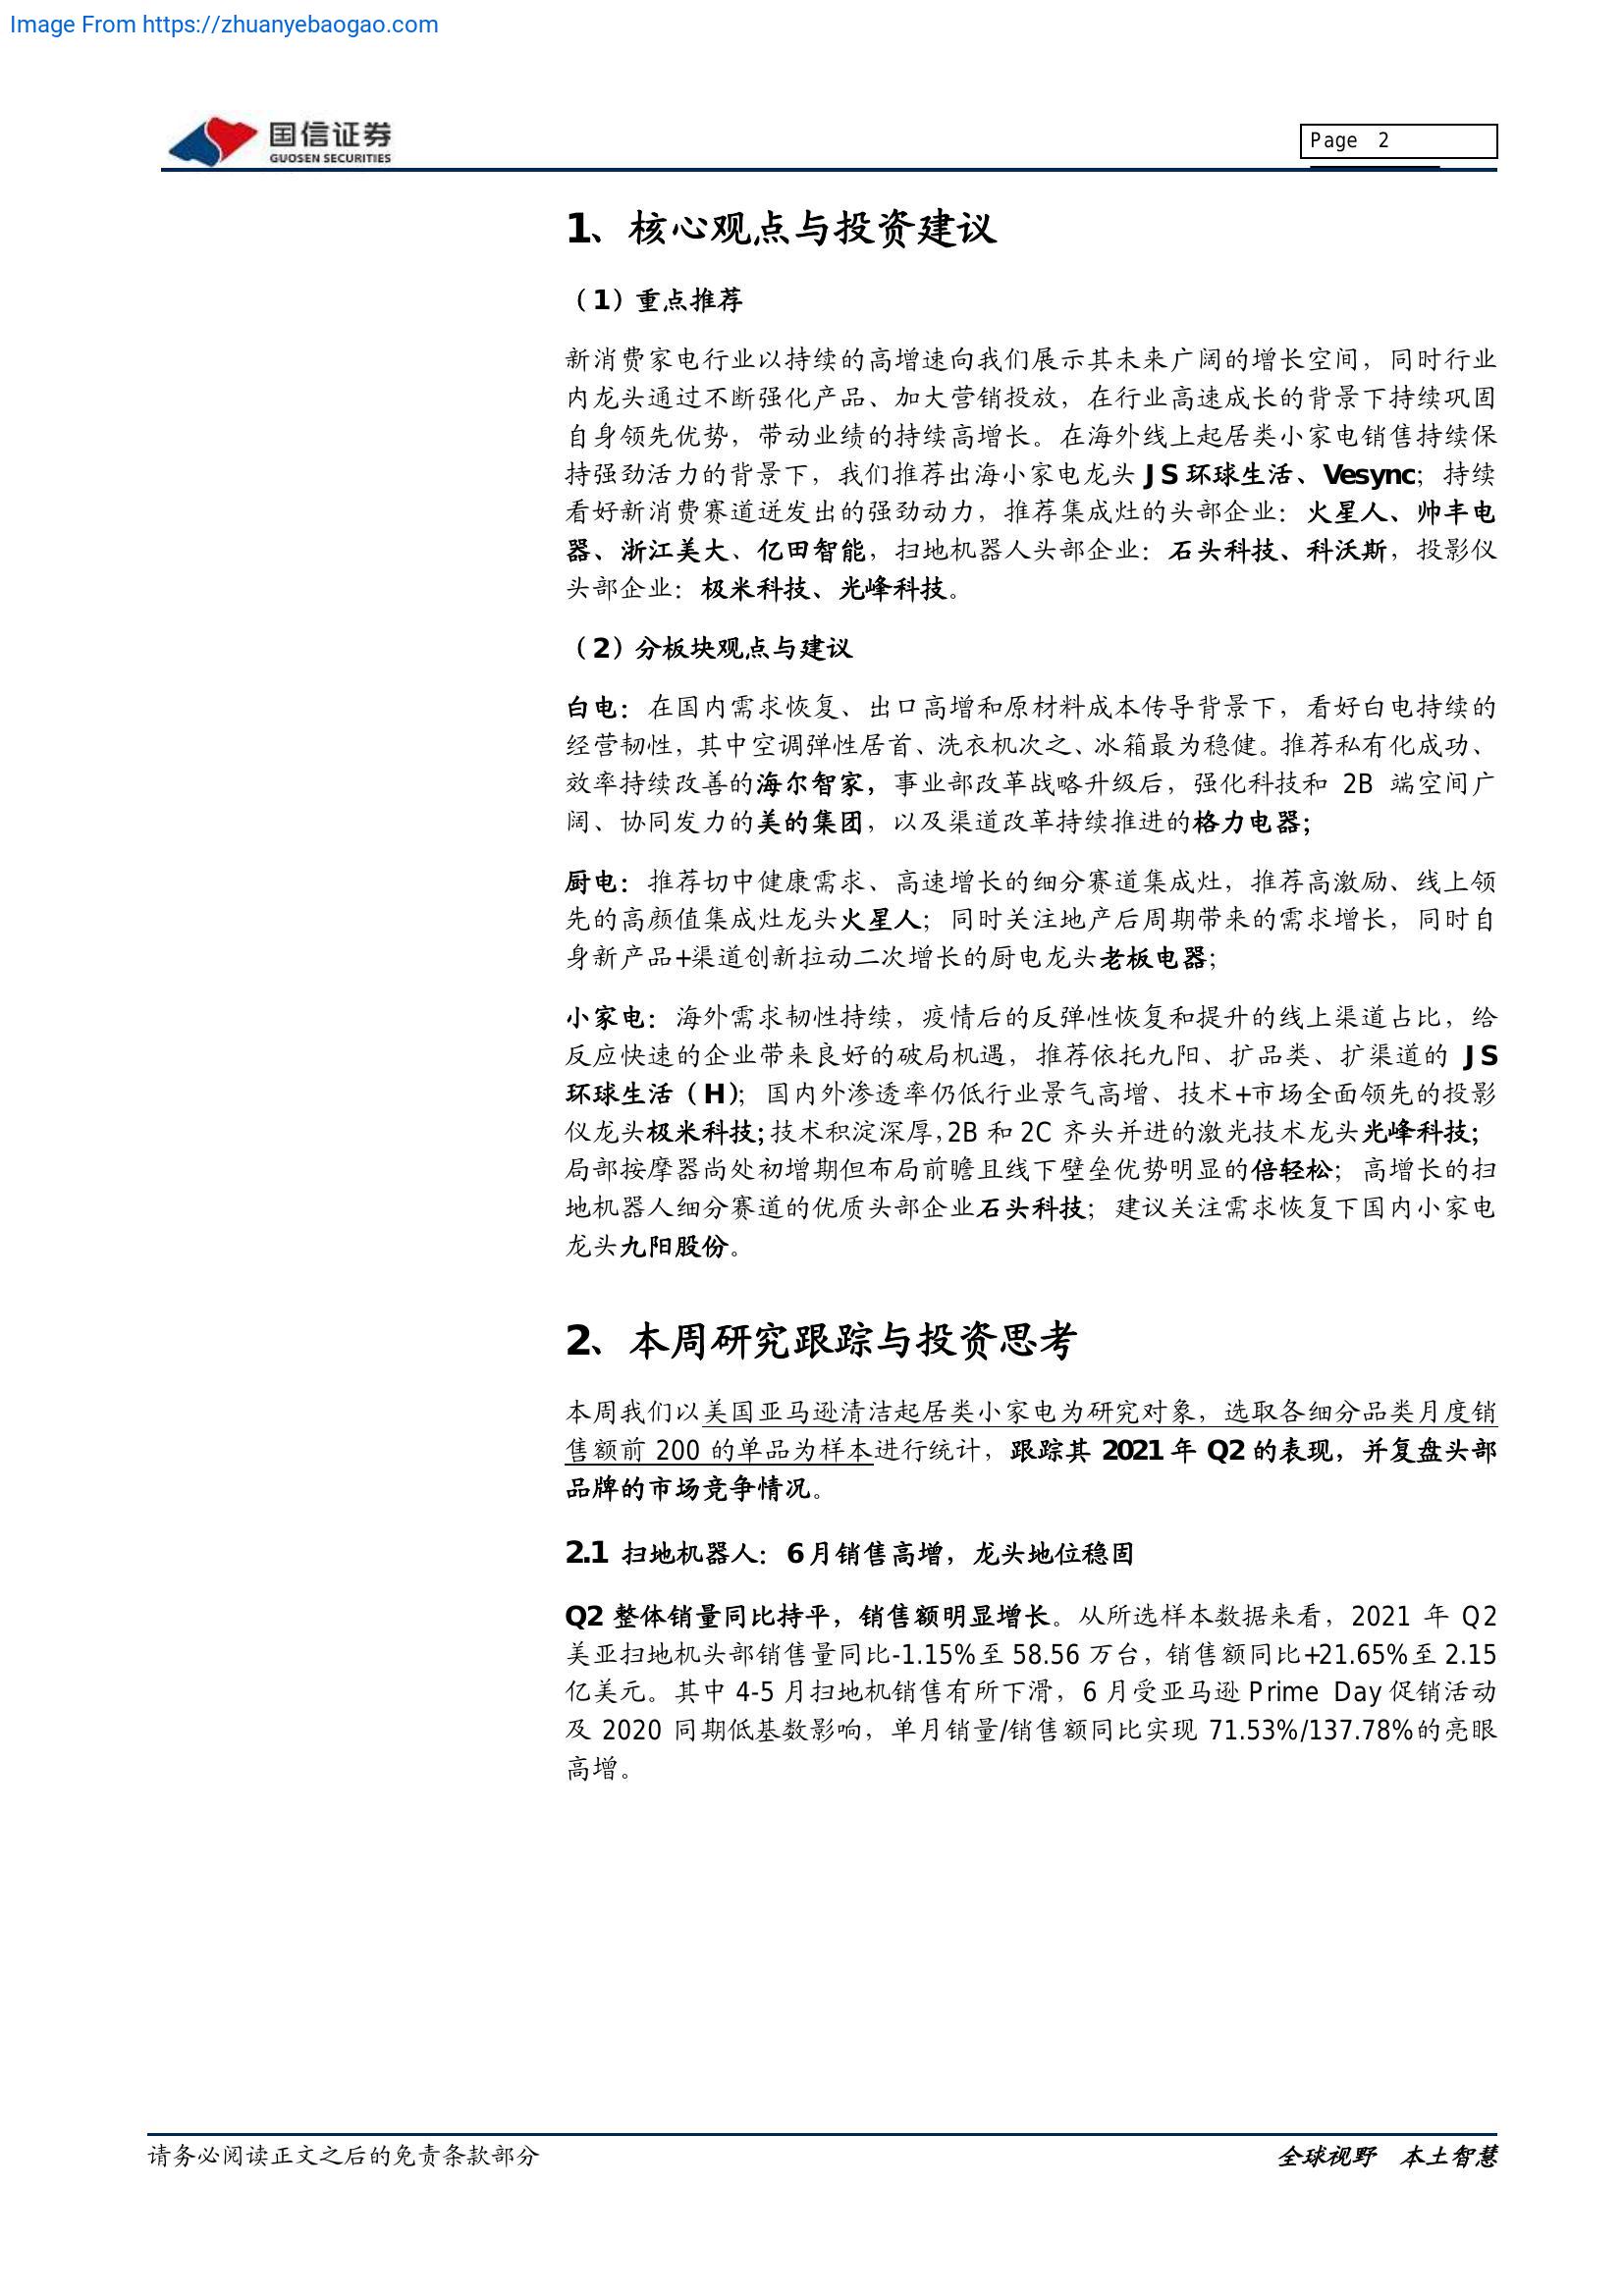 Image From https://zhuanyebaogao.com
国信证券
GUOSEN SECURITIES
Page 2
1、核心观点与投资建议
（1）重点推荐
新消费家电行业以持续的高增速向我们展示其未来广阔的增长空间，同时行业
内龙头通过不断强化产品、加大营销投放，在行业高速成长的背景下持续巩固
自身领先优势，带动业绩的持续高增长。在海外线上起居类小家电销售持续保
持强劲活力的背景下，我们推荐出海小家电龙头 JS 环球生活、Vesync；持续
看好新消费赛道迸发出的强劲动力，推荐集成灶的头部企业：火星人、帅丰电
器、浙江美大、亿田智能，扫地机器人头部企业：石头科技、科沃斯，投影仪
头部企业：极米科技、光峰科技。
（2）分板块观点与建议
白电：在国内需求恢复、出口高增和原材料成本传导背景下，看好白电持续的
经营韧性，其中空调弹性居首、洗衣机次之、冰箱最为稳健。推荐私有化成功、
效率持续改善的海尔智家，事业部改革战略升级后，强化科技和 2B 端空间广
阔、协同发力的美的集团，以及渠道改革持续推进的格力电器；
厨电：推荐切中健康需求、高速增长的细分赛道集成灶，推荐高激励、线上领
先的高颜值集成灶龙头火星人；同时关注地产后周期带来的需求增长，同时自
身新产品+渠道创新拉动二次增长的厨电龙头老板电器；
小家电：海外需求韧性持续，疫情后的反弹性恢复和提升的线上渠道占比，给
反应快速的企业带来良好的破局机遇，推荐依托九阳、扩品类、扩渠道的 JS
环球生活（H）；国内外渗透率仍低行业景气高增、技术+市场全面领先的投影
仪龙头极米科技；技术积淀深厚，2B 和 2C 齐头并进的激光技术龙头光峰科技；
局部按摩器尚处初增期但布局前瞻且线下壁垒优势明显的倍轻松；高增长的扫
地机器人细分赛道的优质头部企业石头科技；建议关注需求恢复下国内小家电
龙头九阳股份。
2、本周研究跟踪与投资思考
本周我们以美国亚马逊清洁起居类小家电为研究对象，选取各细分品类月度销
售额前 200 的单品为样本进行统计，跟踪其 2021 年 Q2 的表现，并复盘头部
品牌的市场竞争情况。
2.1 扫地机器人：6 月销售高增，龙头地位稳固
Q2 整体销量同比持平，销售额明显增长。从所选样本数据来看，2021 年 Q2
美亚扫地机头部销售量同比-1.15%至 58.56 万台，销售额同比+21.65%至 2.15
亿美元。其中 4-5 月扫地机销售有所下滑，6 月受亚马逊 Prime Day 促销活动
及 2020 同期低基数影响，单月销量/销售额同比实现 71.53%/137.78%的亮眼
高增。
请务必阅读正文之后的免责条款部分
全球视野 本土智慧